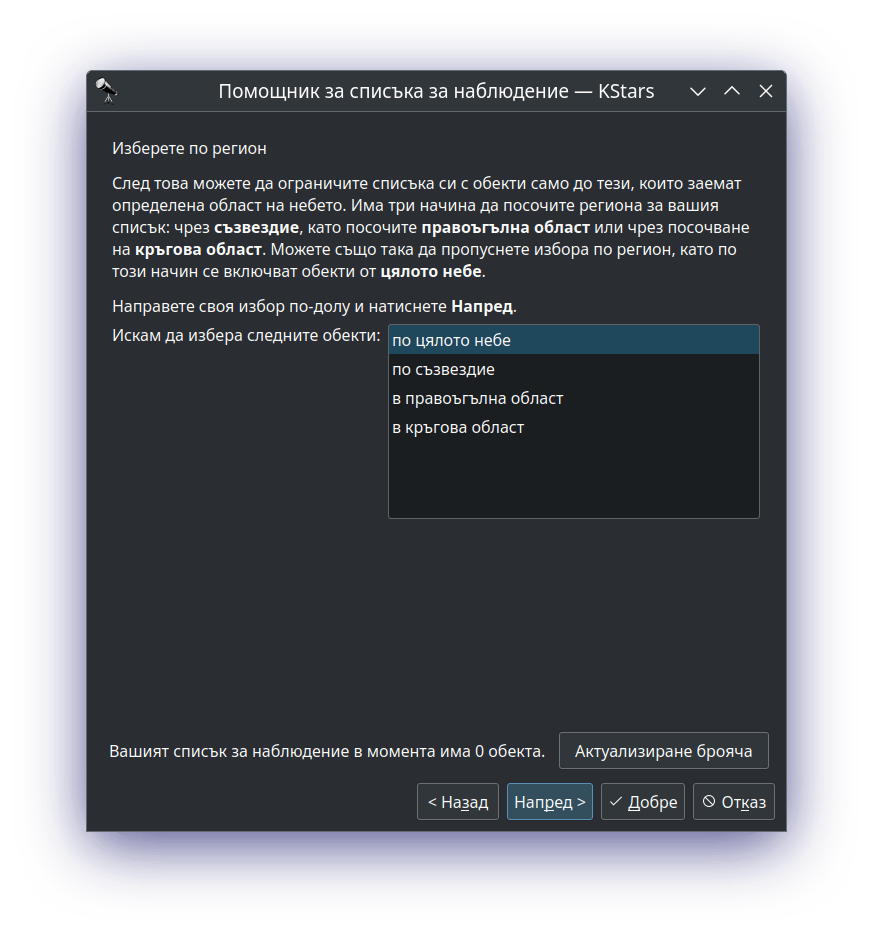 Помощник за списъка за наблюдение — KStars
Изберете по регион
След това можете да ограничите списъка си с обекти само до тези, които заемат
определена област на небето. Има три начина да посочите региона за вашия
списък: чрез съзвездие, като посочите правоъгълна област или чрез посочване
на кръгова област. Можете също така да пропуснете избора по регион, като по
този начин се включват обекти от цялото небе.
Направете своя избор по-долу и натиснете Напред.
Искам да избера следните обекти:
по цялото небе
по съзвездие
в правоъгълна област
в кръгова област
Вашият списък за наблюдение в момента има 0 обекта.
Актуализиране брояча
< Назад
Напред >
Добре
Отказ